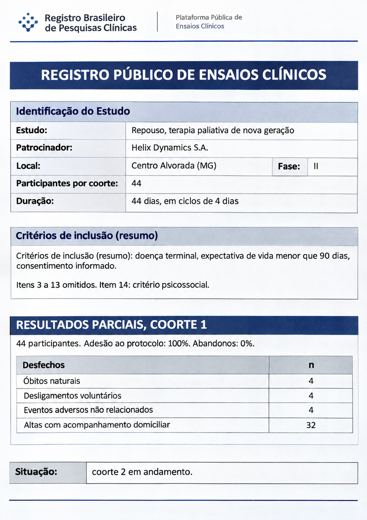 Registro Brasileiro
de Pesquisas Clínicas
Plataforma Pública de
Ensaios Clínicos
REGISTRO PÚBLICO DE ENSAIOS CLÍNICOS
Identificação do Estudo
Estudo: Repouso, terapia paliativa de nova geração
Patrocinador: Helix Dynamics S.A.
Local: Centro Alvorada (MG) Fase: II
Participantes por coorte: 44
Duração: 44 dias, em ciclos de 4 dias
Critérios de inclusão (resumo)
Critérios de inclusão (resumo): doença terminal, expectativa de vida menor que 90 dias,
consentimento informado.
Itens 3 a 13 omitidos. Item 14: critério psicossocial.
RESULTADOS PARCIAIS, COORTE 1
44 participantes. Adesão ao protocolo: 100%. Abandonos: 0%.
Desfechos n
Óbitos naturais 4
Desligamentos voluntários 4
Eventos adversos não relacionados 4
Altas com acompanhamento domiciliar 32
Situação: coorte 2 em andamento.